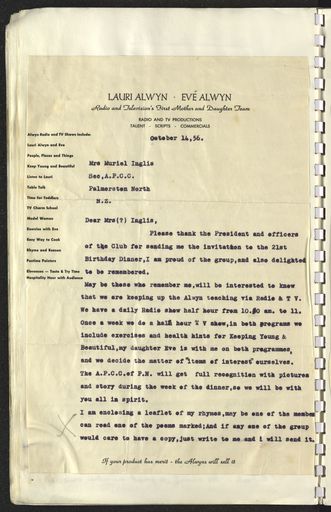 LAURI ALWYN · EVÉ ALWYN
Radio and Television's First Mother and Daughter Team
RADIO AND TV PRODUCTIONS
TALENT · SCRIPTS · COMMERCIALS
October 14,56.
Alwyn Radio and TV Shows Include:
Lauri Alwyn and Eve
People, Places and Things
Keep Young and Beautiful
Listen to Lauri
Table Talk
Time for Toddlers
TV Charm School
Model Woman
Exercise with Eve
Easy Way to Cook
Rhyme and Reason
Pastime Pointers
Hospitality Hour with Audience
Mrs Muriel Inglis
Sec,A.P.C.C.
Palmerston North
N.Z.
Dear Mrs(?) Inglis,
Please thank the President and officers
of the Club for sending me the invitation to the 21st
Birthday Dinner,I am proud of the group,and also delighted
to be remembered.
May be those who remember me,will be interested to know
that we are keeping up the Alwyn teaching via Radio & T V.
We have a daily Radio show half hour from 10.30 am. to 11.
Once a week we do a half hour T V show,in both programs we
include exercises and health hints for Keeping Young &
Beautiful,my daughter Eve is with me on both programmes
and we decide the matter of "items of interest" ourselves.
The A.P.C.C.of P.N. will get full recognition with pictures
and story during the week of the dinner,so we will be with
you all in spirit.
I am enclosing a leaflet of my rhymes,may be one of the members
can read one of the poems marked;And if any one of the group
would care to have a copy,just write to me and i will send it.
If your product has merit - the Alwyns will sell it